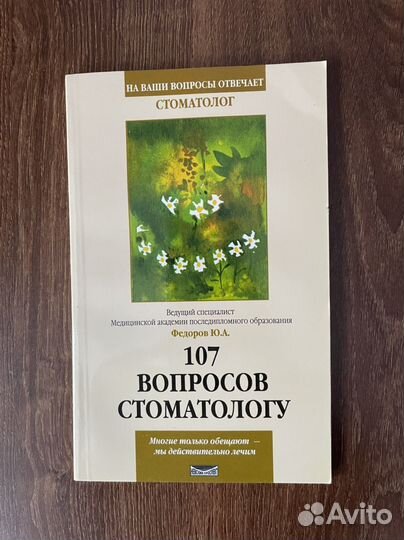 НА ВАШИ ВОПРОСЫ ОТВЕЧАЕТ
СТОМАТОЛОГ
Ведущий специалист
Медицинской академии последипломного образования
Федоров Ю.А.
107
ВОПРОСОВ
СТОМАТОЛОГУ
Многие только обещают —
мы действительно лечим
Avito